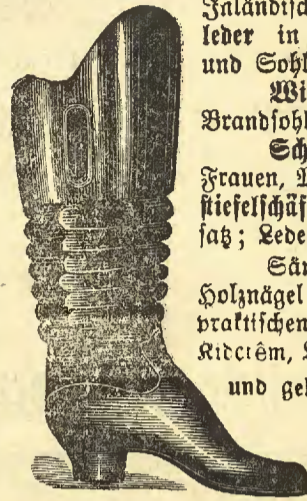 Inländisch
leder in
und Sohl
Wi
Brandsohl
Sch
Frauen, M
stiefelschäf
satz; Lede
Säm
Holznägel
praktischen
Kidcrêm, L
und gel